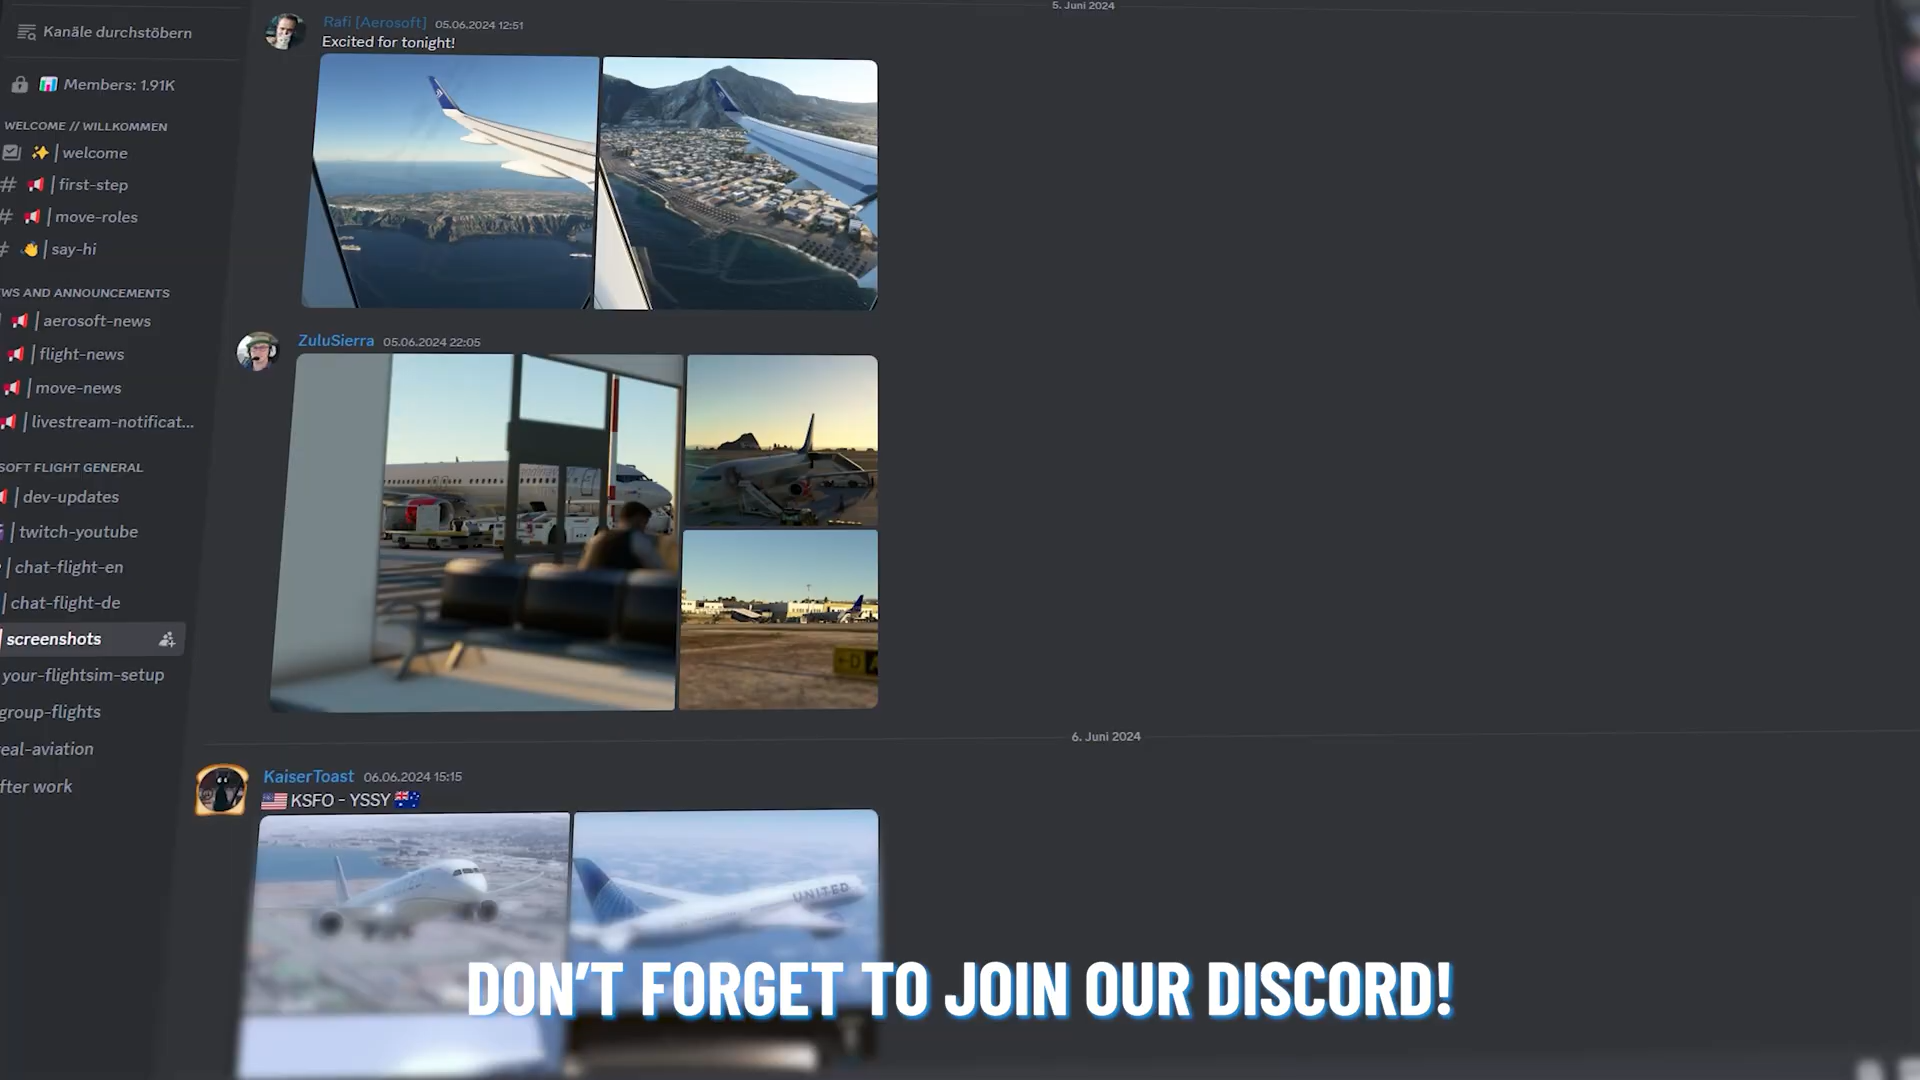 Kanäle durchstöbern
Members: 1.91K
WELCOME // WILLKOMMEN
| welcome
# | first-step
# | move-roles
# | say-hi
WS AND ANNOUNCEMENTS
| aerosoft-news
| flight-news
| move-news
| livestream-notificat...
SOFT FLIGHT GENERAL
| dev-updates
| twitch-youtube
| chat-flight-en
| chat-flight-de
| screenshots
your-flightsim-setup
group-flights
eal-aviation
fter work
5. Juni 2024
Rafi [Aerosoft] 05.06.2024 12:51
Excited for tonight!
ZuluSierra 05.06.2024 22:05
D A
6. Juni 2024
KaiserToast 06.06.2024 15:15
KSFO - YSSY
UNITED
DON'T FORGET TO JOIN OUR DISCORD!